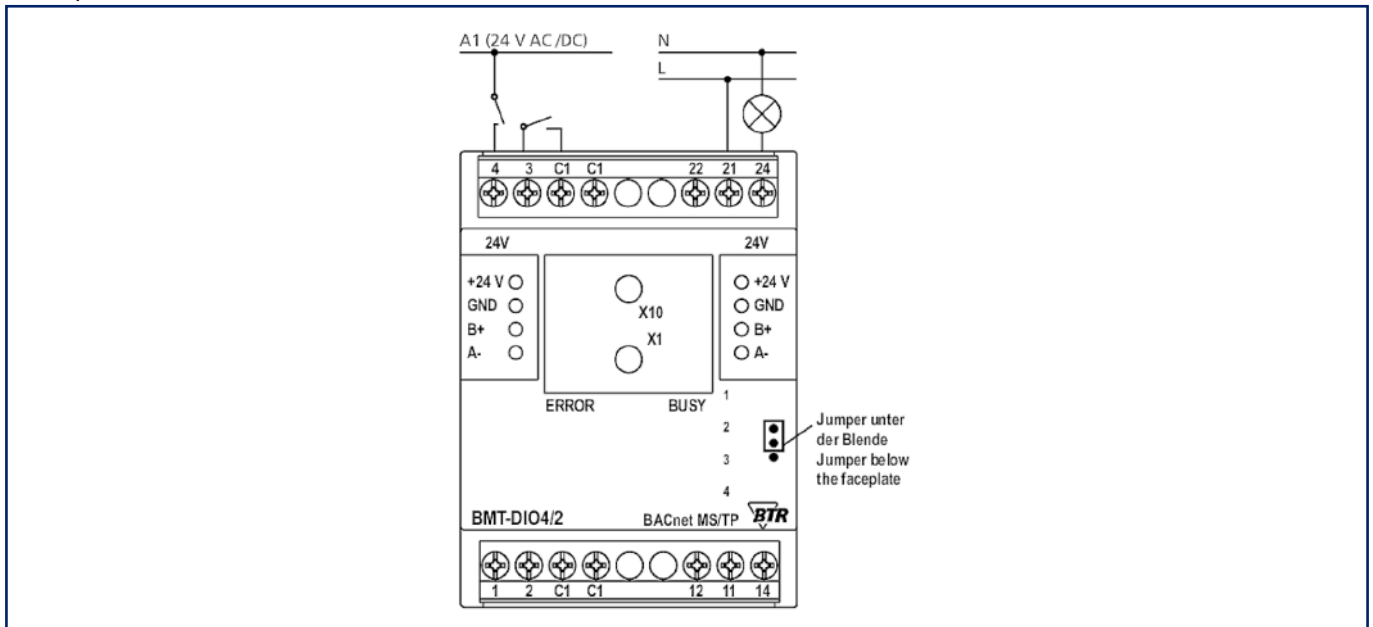 A1 (24 V AC /DC)
N
L
4 3 C1 C1 22 21 24
24V 24V
+24 V +24 V
GND GND
B+ B+
A- A-
X10
X1
ERROR BUSY
1
2
3
4
Jumper unter
der Blende
Jumper below
the faceplate
BMT-DIO4/2 BACnet MS/TP BTR
1 2 C1 C1 12 11 14